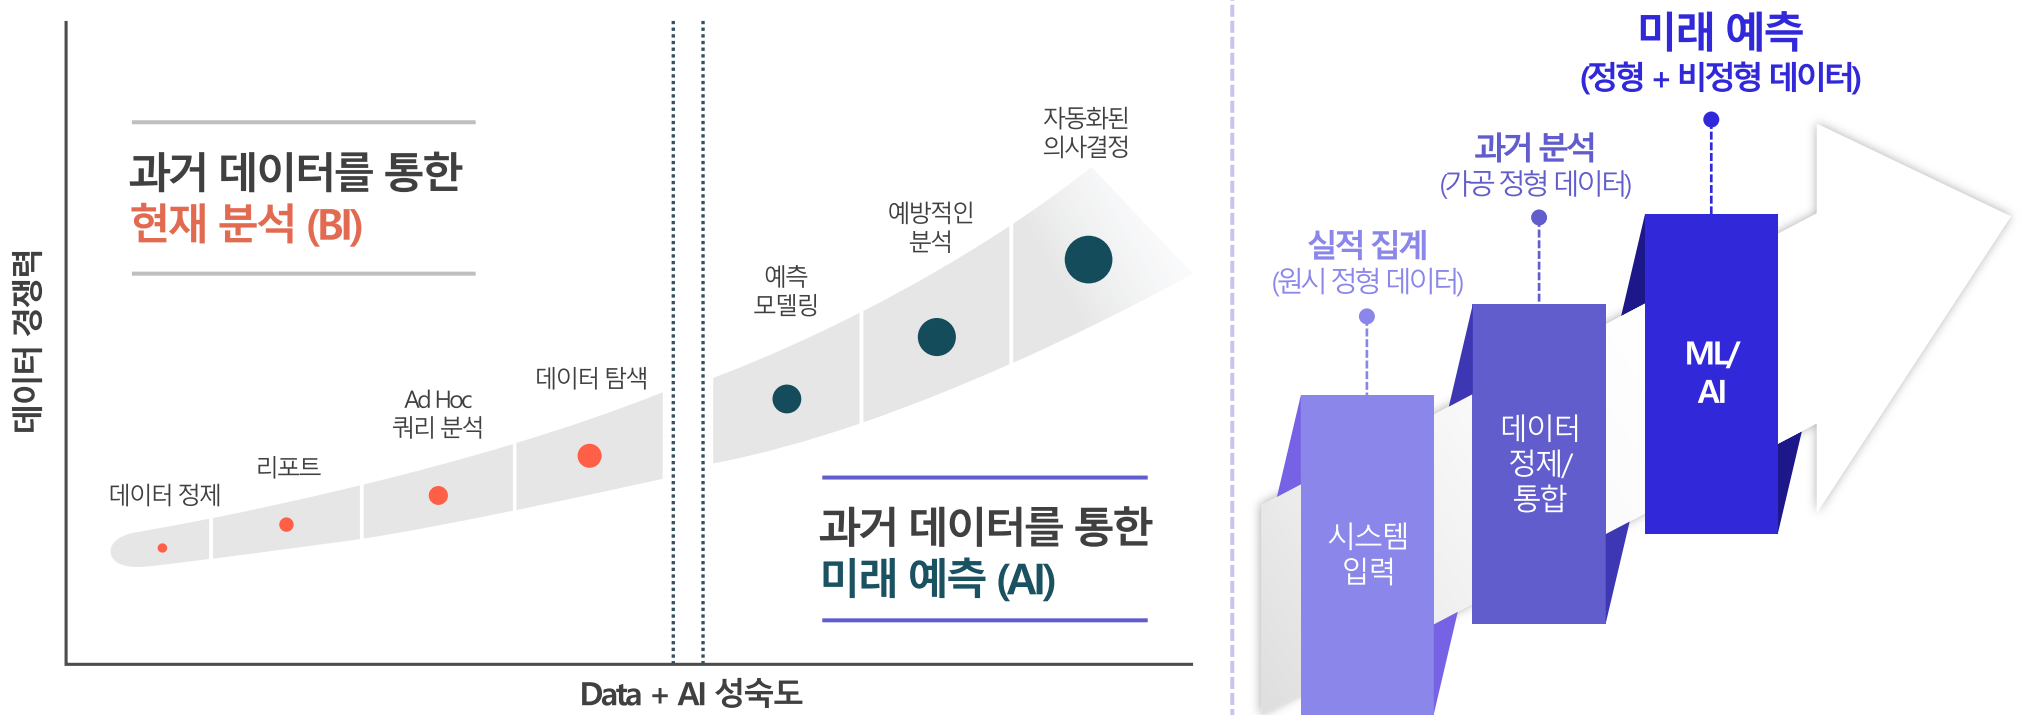 과거 데이터를 통한
현재 분석 (BI)
데이터 경쟁력
데이터 정제
리포트
Ad Hoc
쿼리 분석
데이터 탐색
예측
모델링
예방적인
분석
자동화된
의사결정
과거 데이터를 통한
미래 예측 (AI)
Data + AI 성숙도
실적 집계
(원시 정형 데이터)
시스템
입력
과거 분석
(가공 정형 데이터)
데이터
정제/
통합
미래 예측
(정형 + 비정형 데이터)
ML/
AI